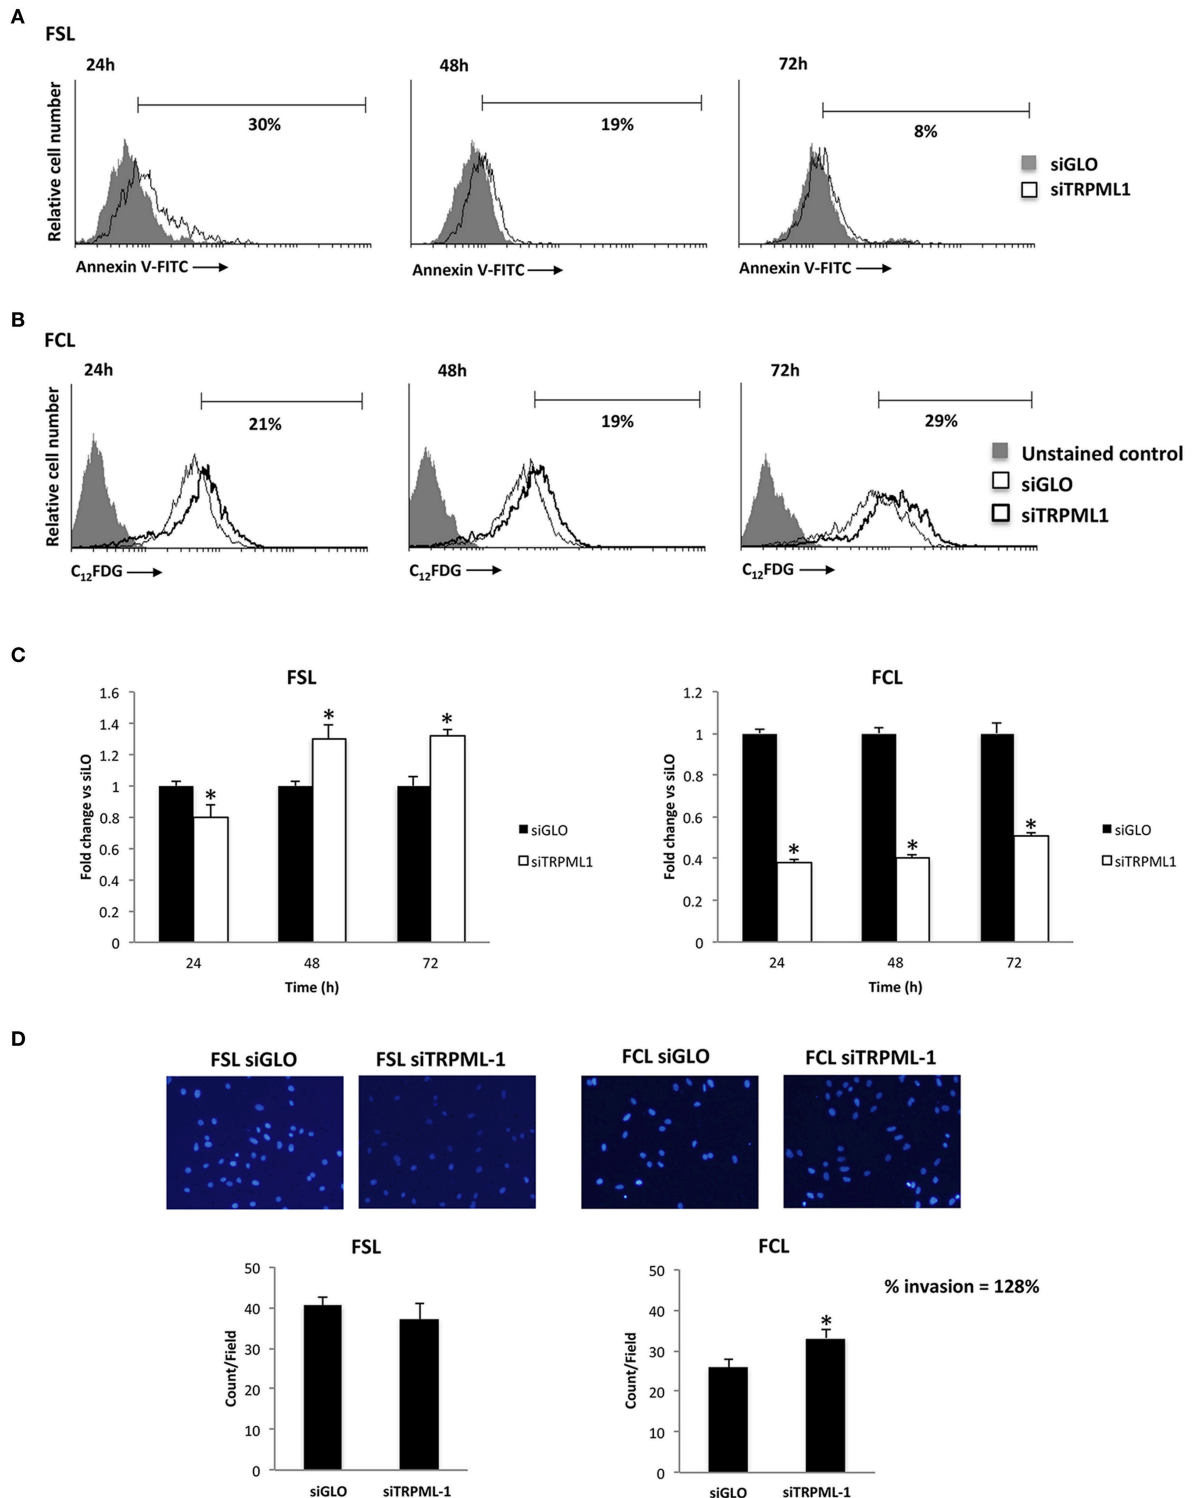 A
FSL
24h
48h
72h
30%
19%
8%
Relative cell number
siGLO
siTRPML1
Annexin V-FITC
Annexin V-FITC
Annexin V-FITC
B
FCL
24h
48h
72h
21%
19%
29%
Relative cell number
Unstained control
siGLO
siTRPML1
C12FDG
C12FDG
C12FDG
C
FSL
1.6
1.4
1.2
1
0.8
0.6
0.4
0.2
0
Fold change vs siLO
*
*
*
24
48
72
Time (h)
siGLO
siTRPML1
FCL
1.2
1
0.8
0.6
0.4
0.2
0
Fold change vs siLO
*
*
*
24
48
72
Time (h)
siGLO
siTRPML1
D
FSL siGLO
FSL siTRPML-1
FCL siGLO
FCL siTRPML-1
FSL
50
40
30
20
10
0
Count/Field
siGLO
siTRPML-1
FCL
% invasion = 128%
50
40
30
20
10
0
Count/Field
*
siGLO
siTRPML-1